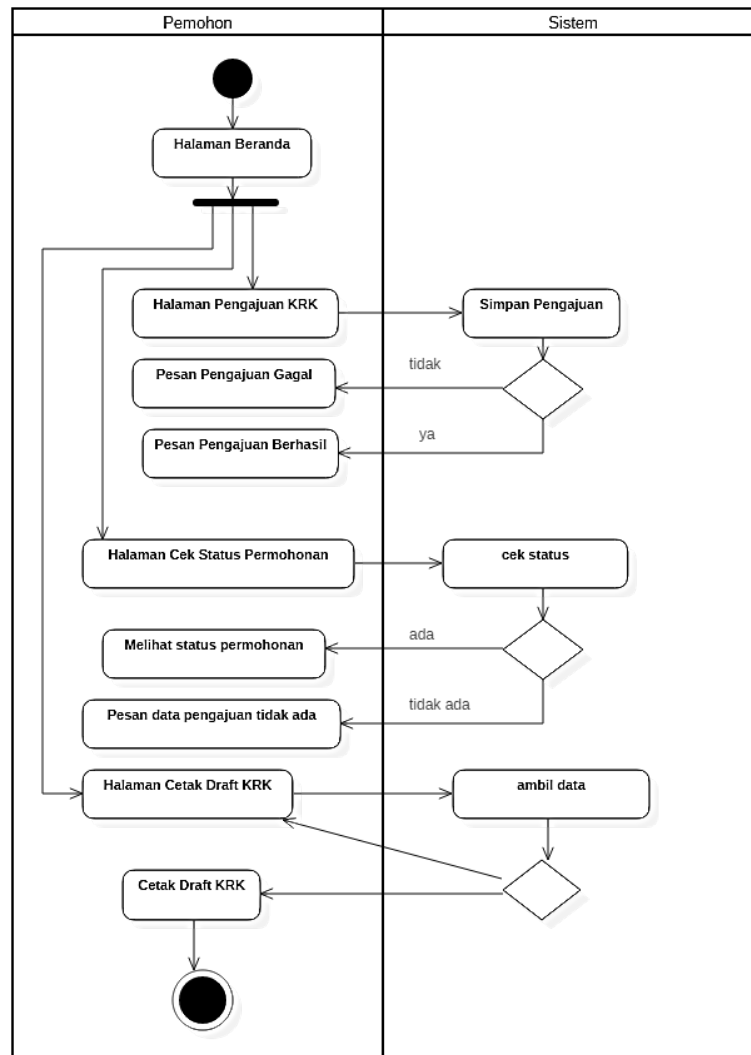 Pemohon
Sistem
Halaman Beranda
Halaman Pengajuan KRK
Simpan Pengajuan
tidak
Pesan Pengajuan Gagal
ya
Pesan Pengajuan Berhasil
Halaman Cek Status Permohonan
cek status
ada
Melihat status permohonan
tidak ada
Pesan data pengajuan tidak ada
Halaman Cetak Draft KRK
ambil data
Cetak Draft KRK